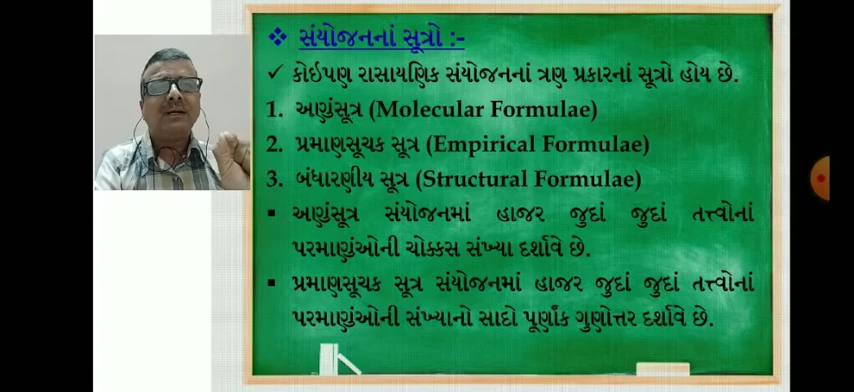 ❖ સંયોજનનાં સૂત્રો :-
✓ કોઇપણ રાસાયણિક સંયોજનનાં ત્રણ પ્રકારનાં સૂત્રો હોય છે.
1. અણુંસૂત્ર (Molecular Formulae)
2. પ્રમાણસૂચક સૂત્ર (Empirical Formulae)
3. બંધારણીય સૂત્ર (Structural Formulae)
▪ અણુંસૂત્ર સંયોજનમાં હાજર જુદાં જુદાં તત્ત્વોનાં
પરમાણુંઓની ચોક્કસ સંખ્યા દર્શાવે છે.
▪ પ્રમાણસૂચક સૂત્ર સંયોજનમાં હાજર જુદાં જુદાં તત્ત્વોનાં
પરમાણુંઓની સંખ્યાનો સાદો પૂર્ણાંક ગુણોત્તર દર્શાવે છે.